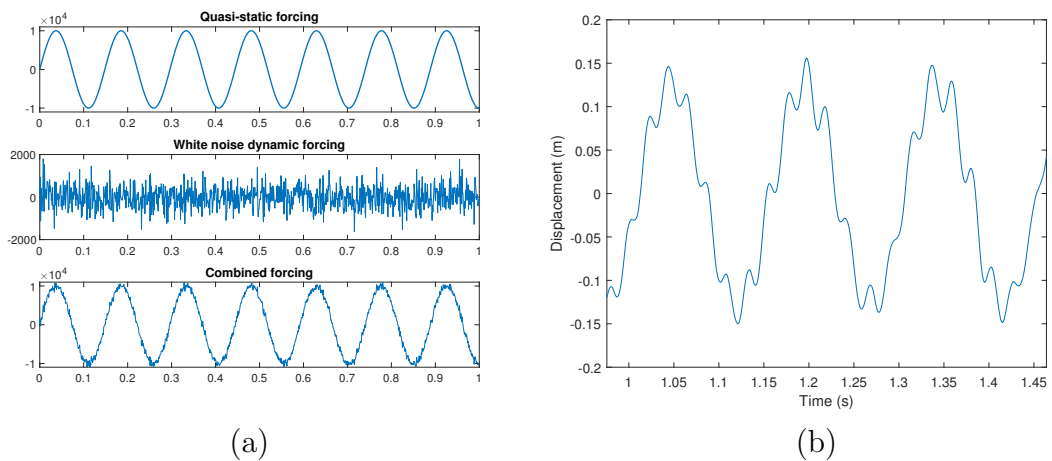 Quasi-static forcing
×10⁴
1
0
-1
0 0.1 0.2 0.3 0.4 0.5 0.6 0.7 0.8 0.9 1
White noise dynamic forcing
2000
0
-2000
0 0.1 0.2 0.3 0.4 0.5 0.6 0.7 0.8 0.9 1
Combined forcing
×10⁴
1
0
-1
0 0.1 0.2 0.3 0.4 0.5 0.6 0.7 0.8 0.9 1
(a)
0.2
0.15
0.1
0.05
0
-0.05
-0.1
-0.15
-0.2
Displacement (m)
1 1.05 1.1 1.15 1.2 1.25 1.3 1.35 1.4 1.45
Time (s)
(b)